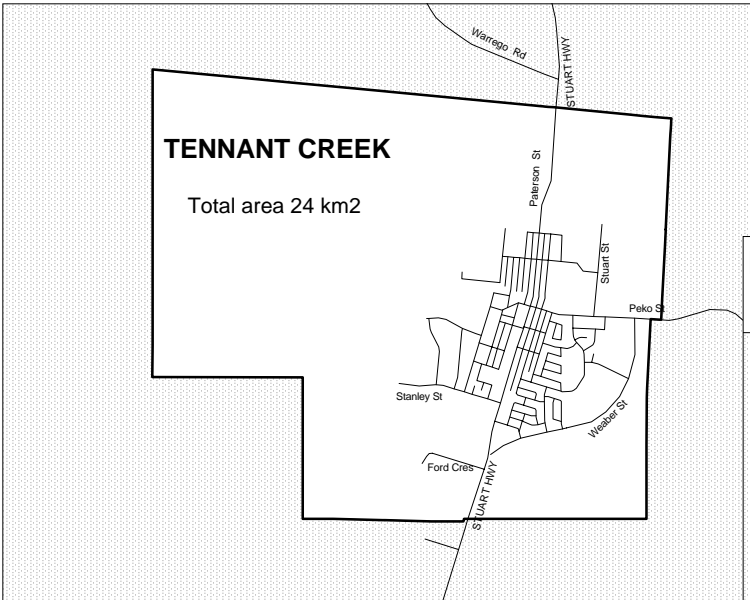 Warrego Rd
STUART HWY
TENNANT CREEK
Total area 24 km2
Paterson St
Stuart St
Peko St
Stanley St
Weaber St
Ford Cres
STUART HWY